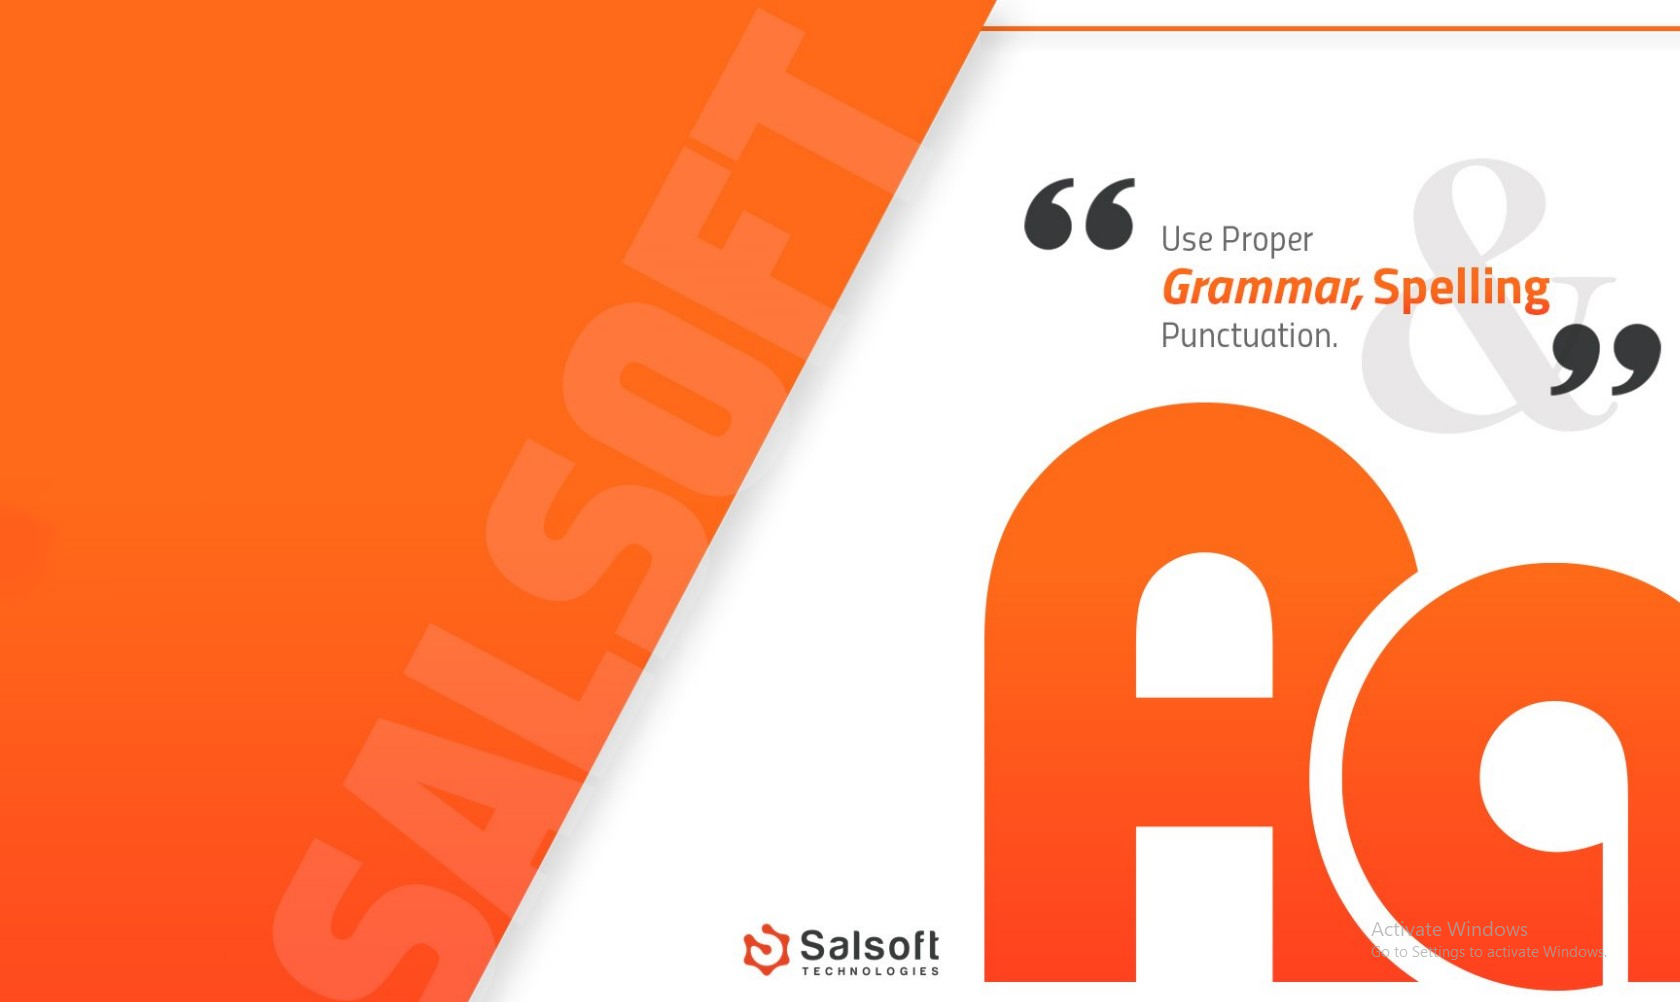 SALSOFT
“Use Proper
Grammar, Spelling
&
Punctuation.”
Aa
Salsoft
TECHNOLOGIES
Activate Windows
Go to Settings to activate Windows.